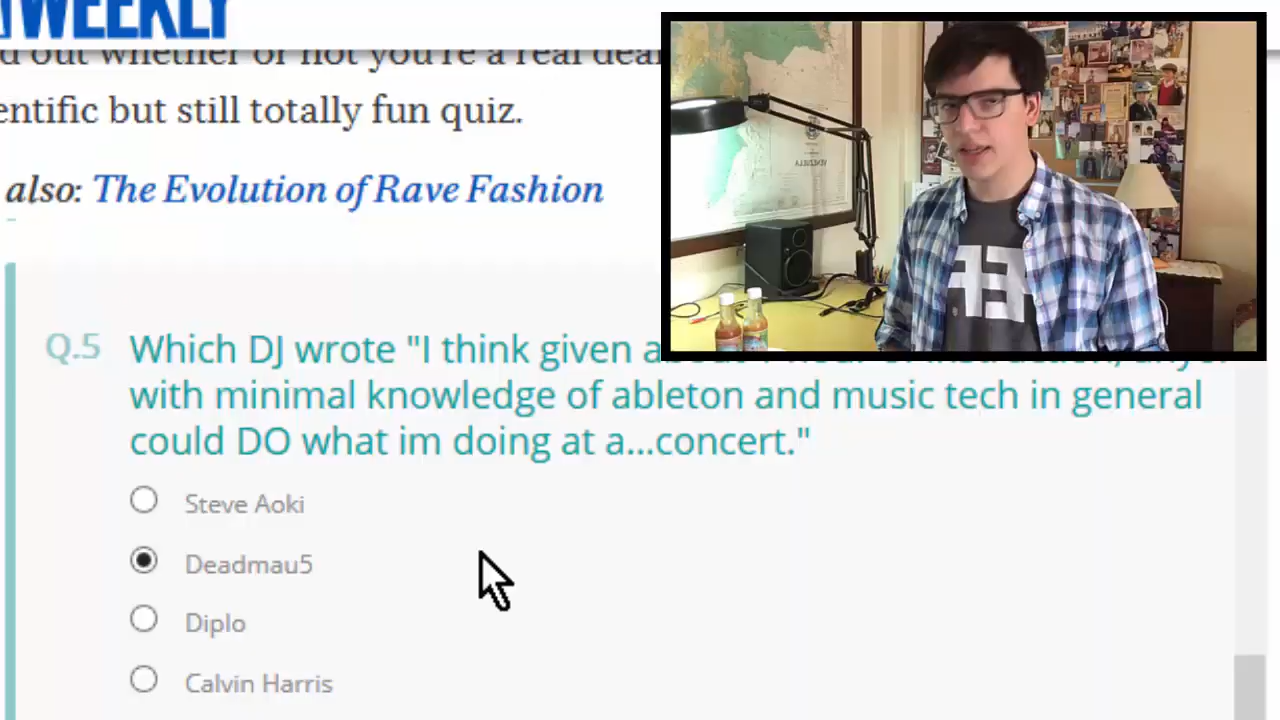 WEEKLY
out whether or not you're a real
but still totally fun quiz.
also: The Evolution of Rave Fashion
VENEZUELA
Q.5 Which DJ wrote "I think given
with minimal knowledge of ableton and music tech in general
could DO what im doing at a...concert."
Steve Aoki
Deadmau5
Diplo
Calvin Harris